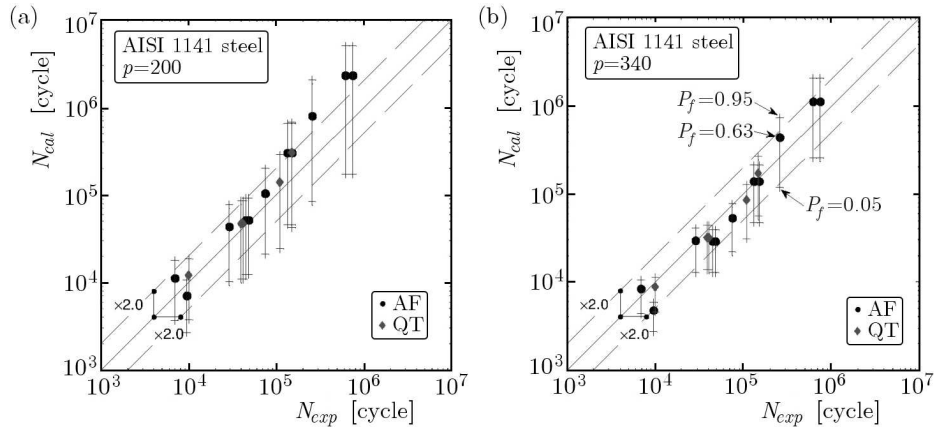 (a)
AISI 1141 steel
p=200
N_cal [cycle]
10^7
10^6
10^5
10^4
10^3
×2.0
×2.0
AF
QT
10^3 10^4 10^5 10^6 10^7
N_exp [cycle]
(b)
AISI 1141 steel
p=340
N_cal [cycle]
10^7
10^6
10^5
10^4
10^3
P_f=0.95
P_f=0.63
P_f=0.05
×2.0
×2.0
AF
QT
10^3 10^4 10^5 10^6 10^7
N_exp [cycle]